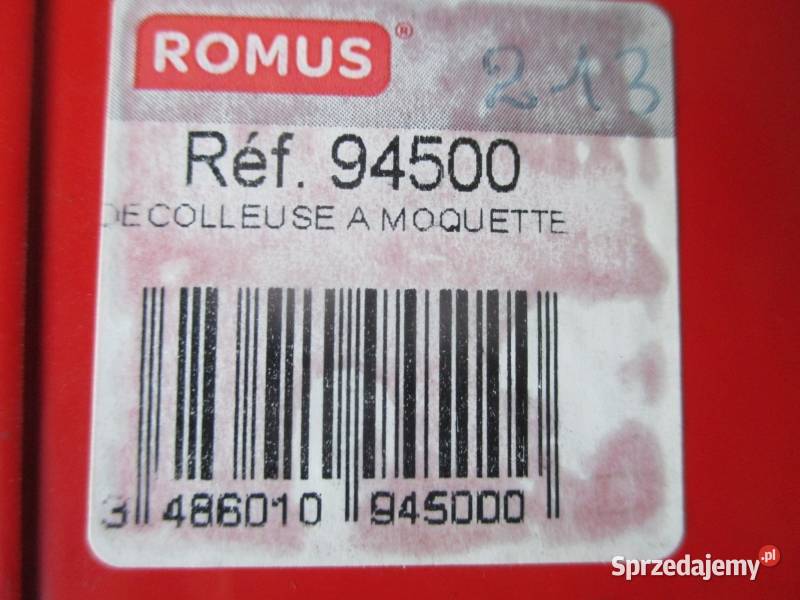 ROMUS®
213
Réf. 94500
DECOLLEUSE A MOQUETTE
3 486010 945000
Sprzedajemy.pl